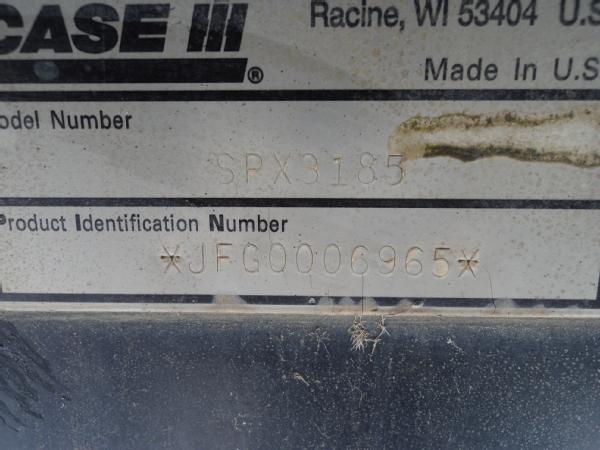 CASE III
®
Racine, WI 53404 U.S
Made In U.S
odel Number
SPX3185
Product Identification Number
*JFG0006965*